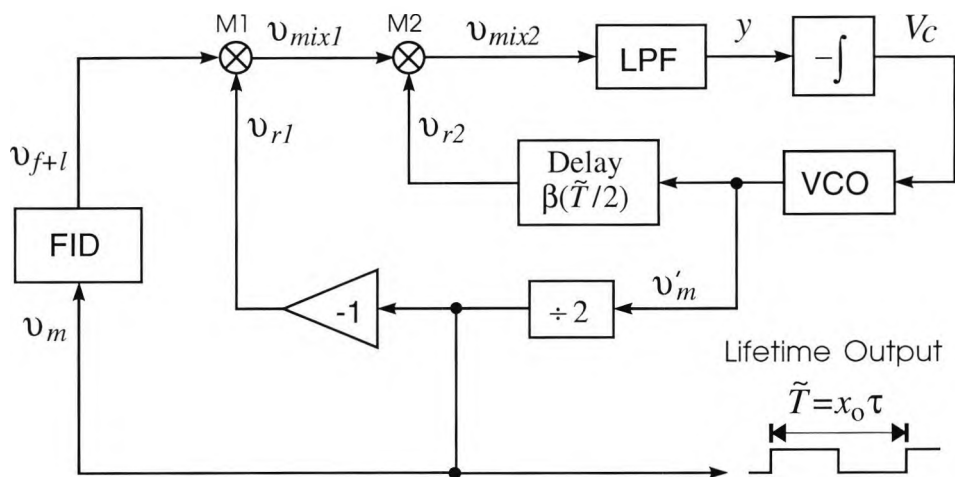 M1
M2
υmix1
υmix2
y
VC
LPF
−∫
υr1
υr2
υf+l
Delay
β(T̃/2)
VCO
FID
υm
-1
÷2
υ′m
Lifetime Output
T̃=xoτ